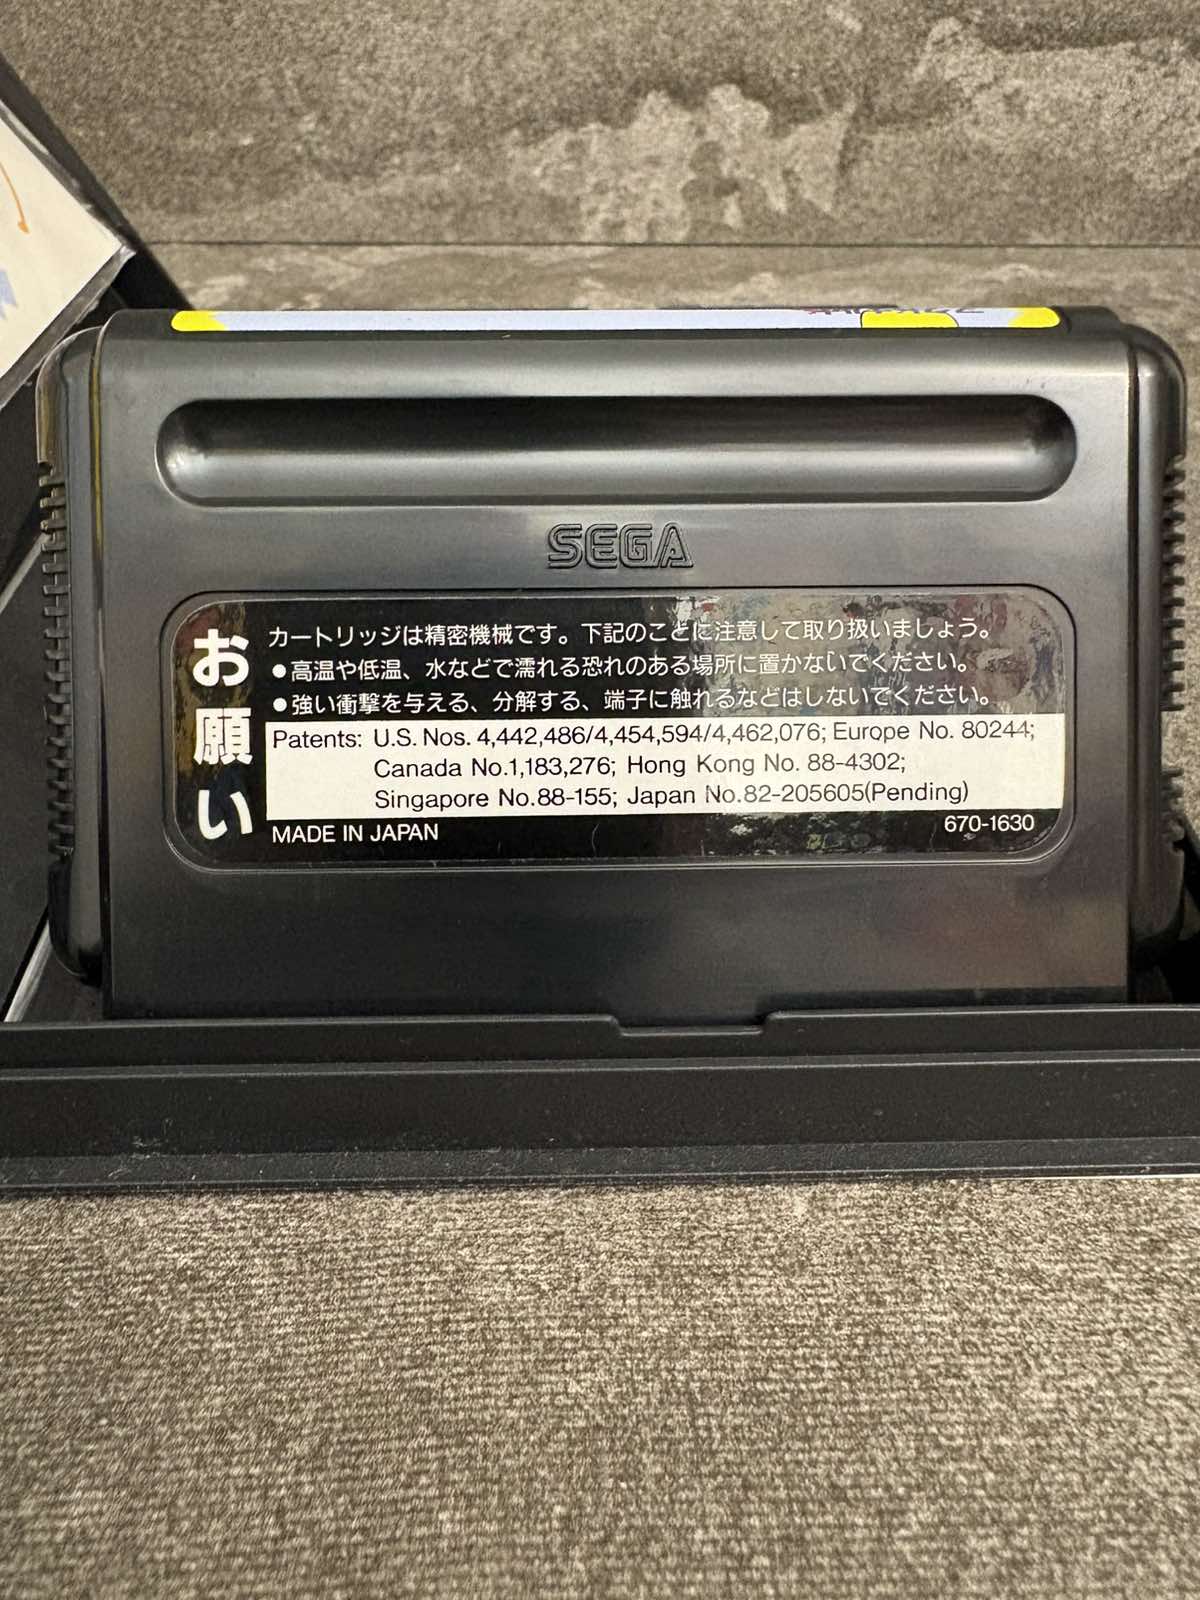 SEGA
お願い
カートリッジは精密機械です。下記のことに注意して取り扱いましょう。
●高温や低温、水などで濡れる恐れのある場所に置かないでください。
●強い衝撃を与える、分解する、端子に触れるなどはしないでください。
Patents: U.S. Nos. 4,442,486/4,454,594/4,462,076; Europe No. 80244;
Canada No.1,183,276; Hong Kong No. 88-4302;
Singapore No.88-155; Japan No.82-205605(Pending)
MADE IN JAPAN
670-1630